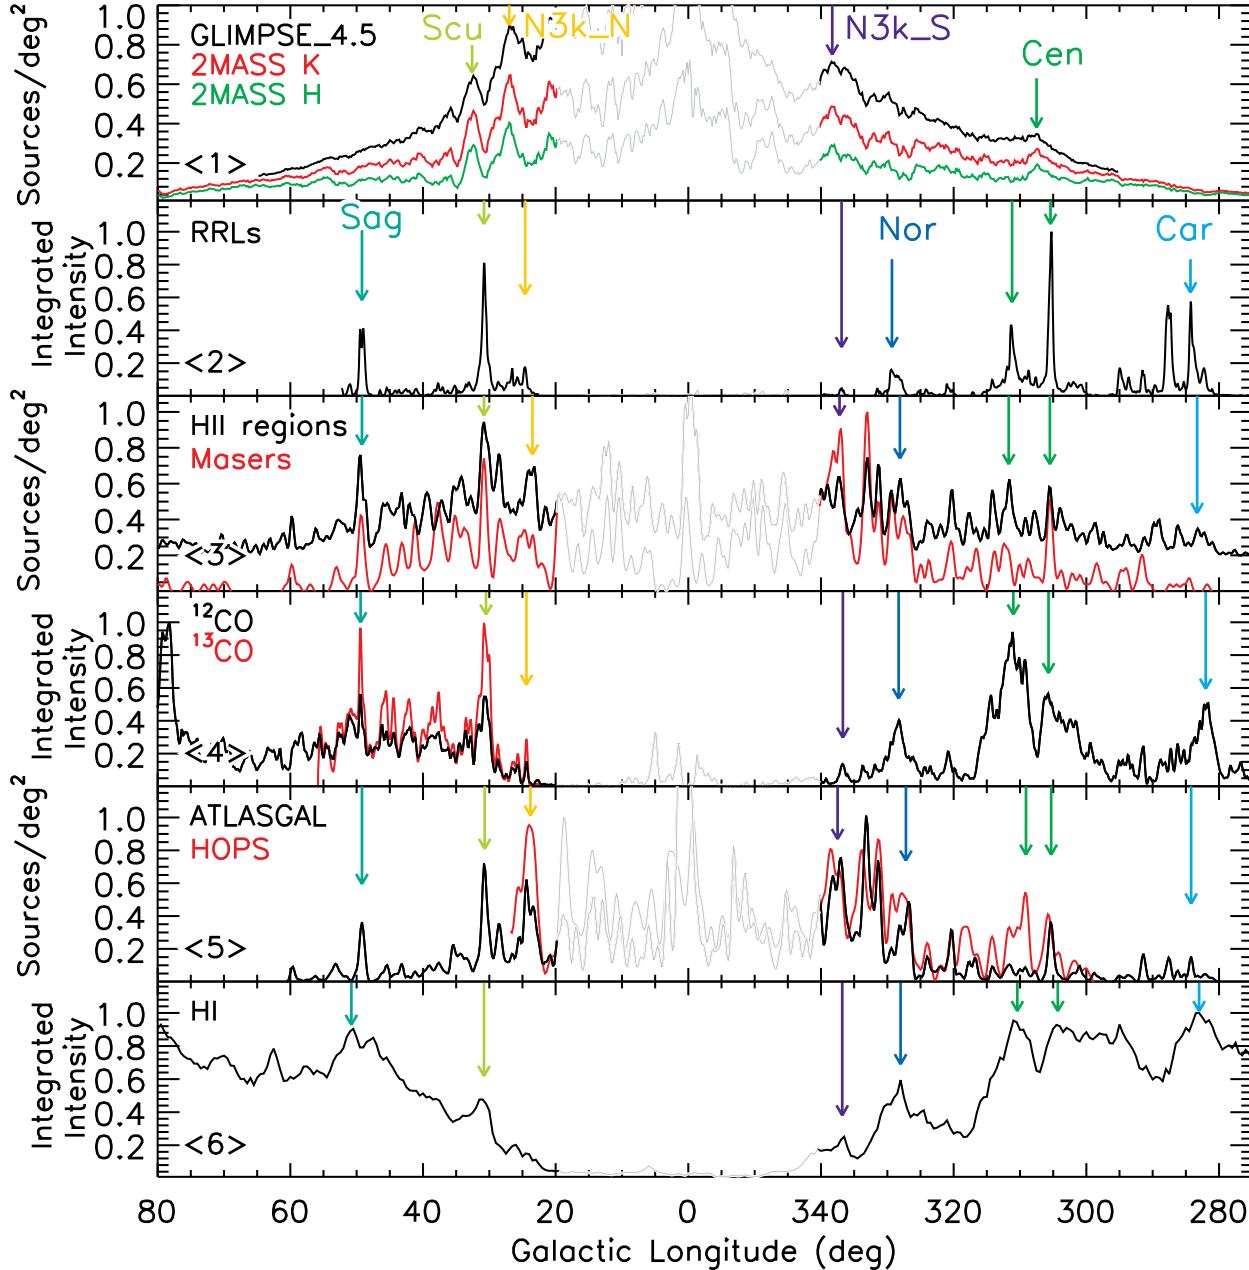 Sources/deg²
1.0
0.8
0.6
0.4
0.2
GLIMPSE_4.5
2MASS K
2MASS H
<1>
Scu
N3k_N
N3k_S
Cen
Integrated
Intensity
1.0
0.8
0.6
0.4
0.2
RRLs
<2>
Sag
Nor
Car
Sources/deg²
1.0
0.8
0.6
0.4
0.2
HII regions
Masers
<3>
Integrated
Intensity
1.0
0.8
0.6
0.4
0.2
¹²CO
¹³CO
<4>
Sources/deg²
1.0
0.8
0.6
0.4
0.2
ATLASGAL
HOPS
<5>
Integrated
Intensity
1.0
0.8
0.6
0.4
0.2
HI
<6>
80 60 40 20 0 340 320 300 280
Galactic Longitude (deg)